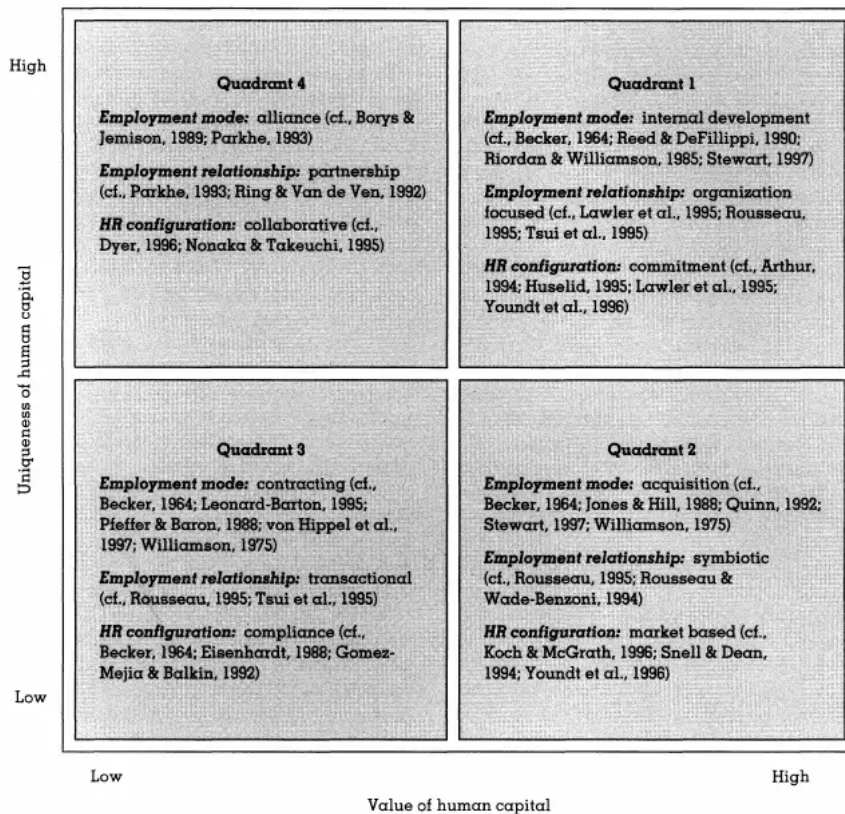 High
Quadrant 4
Employment mode: alliance (cf., Borys &
Jemison, 1989; Parkhe, 1993)
Employment relationship: partnership
(cf., Parkhe, 1993; Ring & Van de Ven, 1992)
HR configuration: collaborative (cf.,
Dyer, 1996; Nonaka & Takeuchi, 1995)
Quadrant 1
Employment mode: internal development
(cf., Becker, 1964; Reed & DeFillippi, 1990;
Riordan & Williamson, 1985; Stewart, 1997)
Employment relationship: organization
focused (cf., Lawler et al., 1995; Rousseau,
1995; Tsui et al., 1995)
HR configuration: commitment (cf., Arthur,
1994; Huselid, 1995; Lawler et al., 1995;
Youndt et al., 1996)
Uniqueness of human capital
Quadrant 3
Employment mode: contracting (cf.,
Becker, 1964; Leonard-Barton, 1995;
Pfeffer & Baron, 1988; von Hippel et al.,
1997; Williamson, 1975)
Employment relationship: transactional
(cf., Rousseau, 1995; Tsui et al., 1995)
HR configuration: compliance (cf.,
Becker, 1964; Eisenhardt, 1988; Gomez-
Mejia & Balkin, 1992)
Quadrant 2
Employment mode: acquisition (cf.,
Becker, 1964; Jones & Hill, 1988; Quinn, 1992;
Stewart, 1997; Williamson, 1975)
Employment relationship: symbiotic
(cf., Rousseau, 1995; Rousseau &
Wade-Benzoni, 1994)
HR configuration: market based (cf.,
Koch & McGrath, 1996; Snell & Dean,
1994; Youndt et al., 1996)
Low
Low
High
Value of human capital